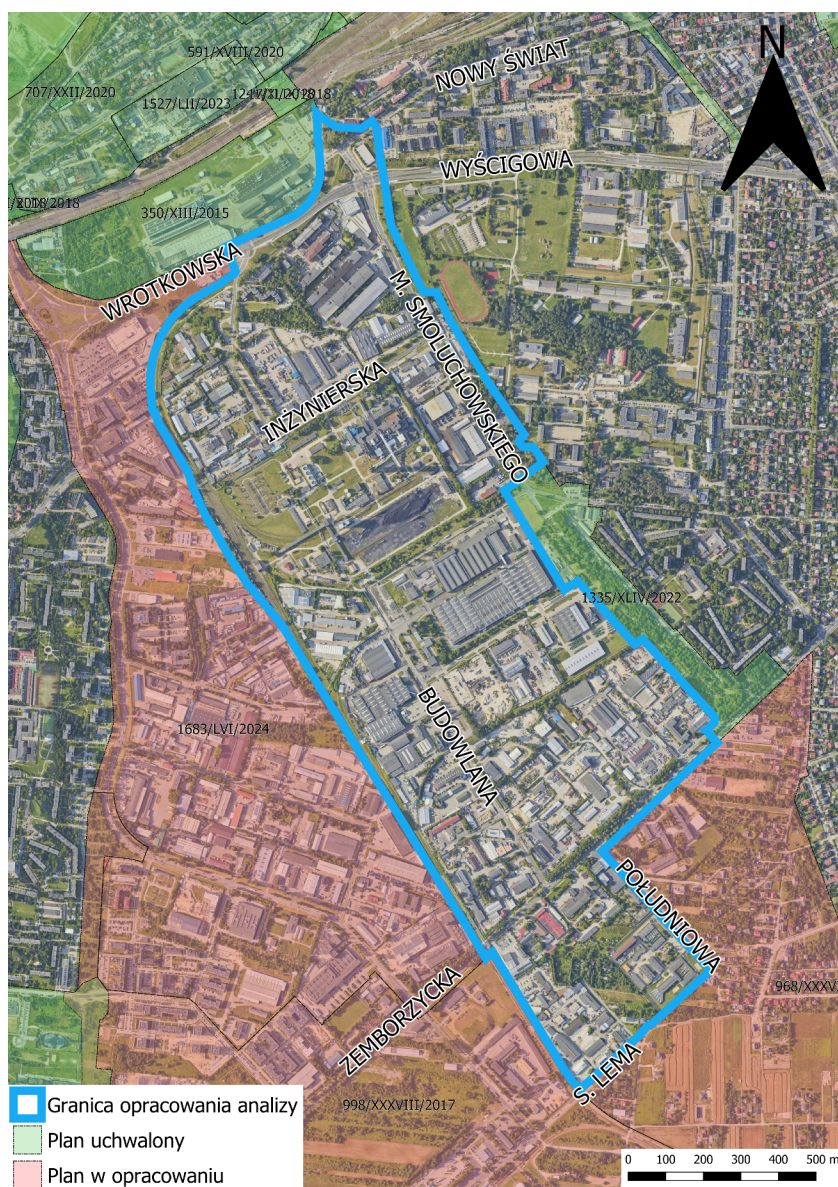 591/XVIII/2020
NOWY ŚWIAT
N
707/XXII/2020
1527/LII/2023
WYŚCIGOWA
350/XIII/2015
WROTKOWSKA
M. SMOLUCHOWSKIEGO
INŻYNIERSKA
1335/XLIV/2022
BUDOWLANA
1683/LVI/2024
POŁUDNIOWA
ZEMBORZYCKA
968/XXXVI
S. LEMA
998/XXXVIII/2017
Granica opracowania analizy
Plan uchwalony
Plan w opracowaniu
0 100 200 300 400 500 m